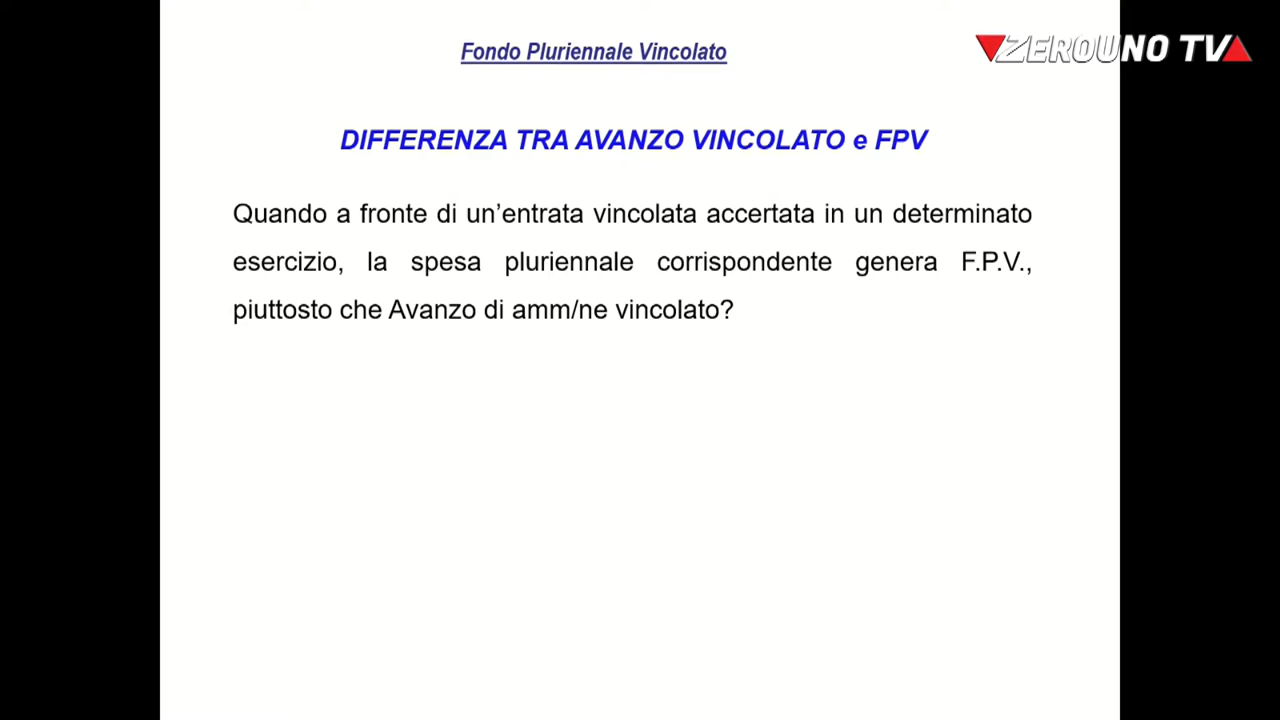 Fondo Pluriennale Vincolato
ZEROUNO TV
DIFFERENZA TRA AVANZO VINCOLATO e FPV
Quando a fronte di un’entrata vincolata accertata in un determinato
esercizio, la spesa pluriennale corrispondente genera F.P.V.,
piuttosto che Avanzo di amm/ne vincolato?